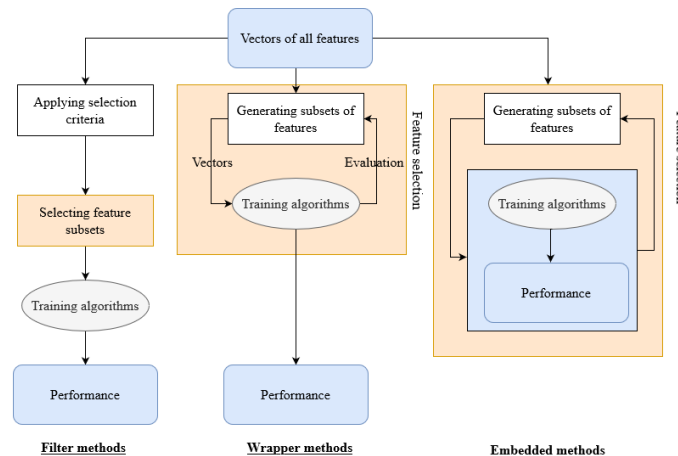 Vectors of all features
Applying selection
criteria
Selecting feature
subsets
Training algorithms
Performance
Filter methods
Generating subsets of
features
Vectors
Evaluation
Training algorithms
Feature selection
Performance
Wrapper methods
Generating subsets of
features
Training algorithms
Performance
Embedded methods